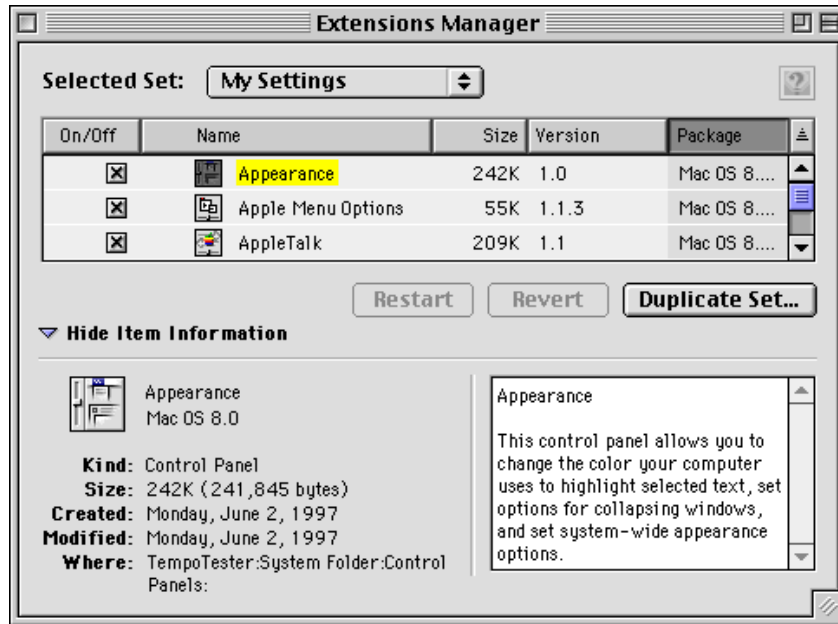 Extensions Manager
Selected Set: My Settings ?
On/Off Name Size Version Package
Appearance 242K 1.0 Mac OS 8....
Apple Menu Options 55K 1.1.3 Mac OS 8....
AppleTalk 209K 1.1 Mac OS 8....
Restart Revert Duplicate Set...
Hide Item Information
Appearance
Mac OS 8.0
Kind: Control Panel
Size: 242K (241,845 bytes)
Created: Monday, June 2, 1997
Modified: Monday, June 2, 1997
Where: TempoTester:System Folder:Control
Panels:
Appearance
This control panel allows you to
change the color your computer
uses to highlight selected text, set
options for collapsing windows,
and set system-wide appearance
options.